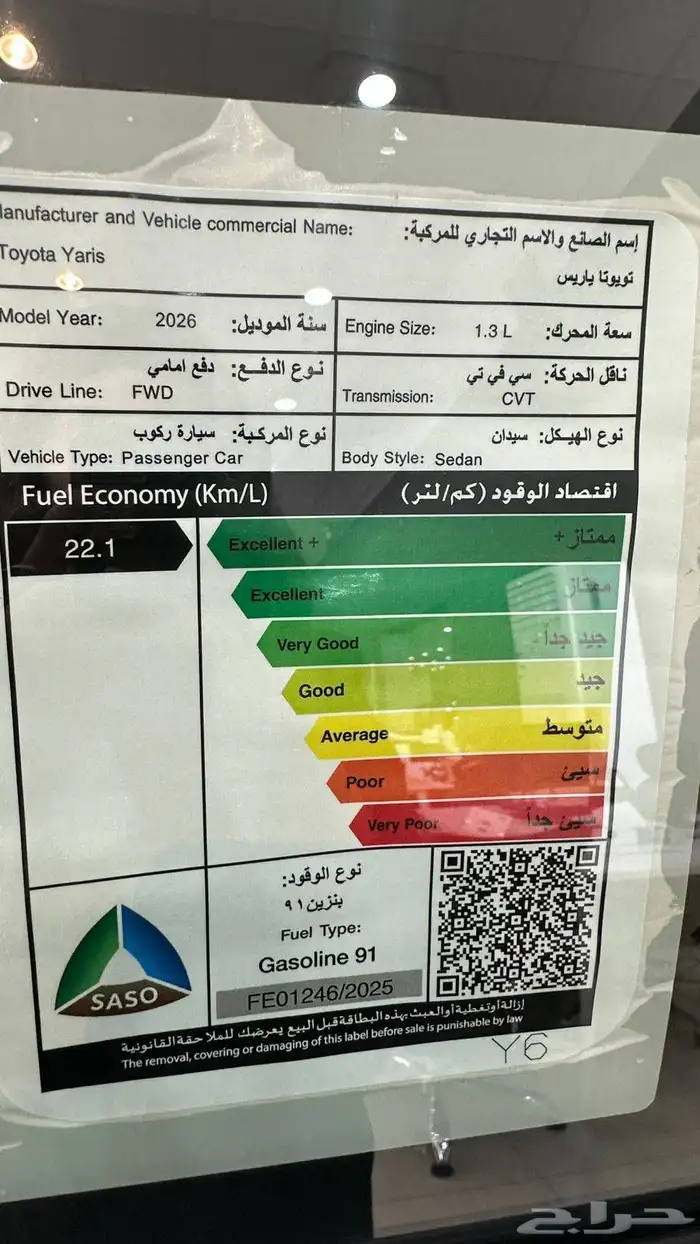 anufacturer and Vehicle commercial Name: إسم الصانع والاسم التجاري للمركبة:
Toyota Yaris تويوتا ياريس
Model Year: 2026 سنة الموديل:
Engine Size: 1.3 L سعة المحرك:
نوع الدفع: دفع امامي
Drive Line: FWD
ناقل الحركة: سي في تي
Transmission: CVT
نوع المركبة: سيارة ركوب
Vehicle Type: Passenger Car
نوع الهيكل: سيدان
Body Style: Sedan
Fuel Economy (Km/L) اقتصاد الوقود (كم/لتر)
22.1
Excellent + ممتاز +
Excellent ممتاز
Very Good جيد جداً
Good جيد
Average متوسط
Poor سيئ
Very Poor سيئ جداً
SASO
نوع الوقود:
بنزين ٩١
Fuel Type:
Gasoline 91
FE01246/2025
إزالة أو تغطية أو العبث بهذه البطاقة قبل البيع يعرضك للملاحقة القانونية
The removal, covering or damaging of this label before sale is punishable by law
Y6
حراج